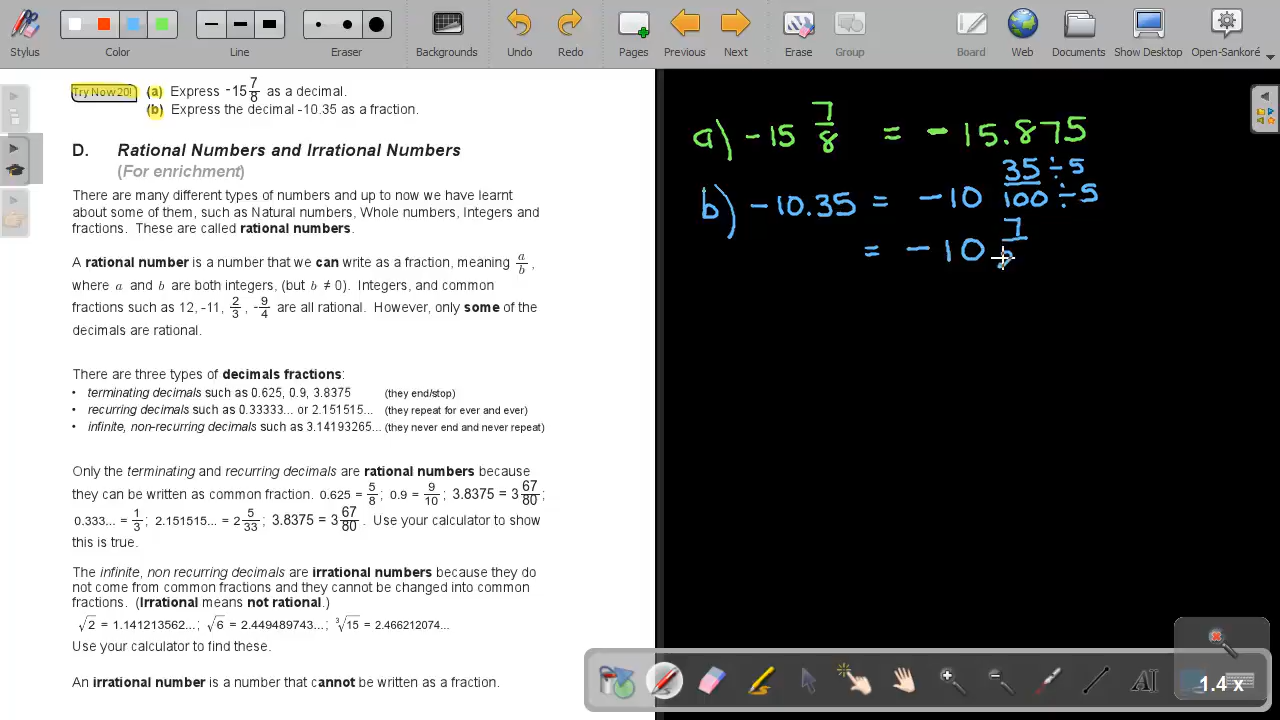 Stylus Color Line Eraser Backgrounds Undo Redo Pages Previous Next Erase Group Board Web Documents Show Desktop Open-Sankoré
Try Now 20! (a) Express -15 7/8 as a decimal.
(b) Express the decimal -10.35 as a fraction.
D. Rational Numbers and Irrational Numbers
(For enrichment)
There are many different types of numbers and up to now we have learnt
about some of them, such as Natural numbers, Whole numbers, Integers and
fractions. These are called rational numbers.
A rational number is a number that we can write as a fraction, meaning a/b ,
where a and b are both integers, (but b ≠ 0). Integers, and common
fractions such as 12, -11, 2/3 , -9/4 are all rational. However, only some of the
decimals are rational.
There are three types of decimals fractions:
• terminating decimals such as 0.625, 0.9, 3.8375 (they end/stop)
• recurring decimals such as 0.33333... or 2.151515... (they repeat for ever and ever)
• infinite, non-recurring decimals such as 3.14193265... (they never end and never repeat)
Only the terminating and recurring decimals are rational numbers because
they can be written as common fraction. 0.625 = 5/8 ; 0.9 = 9/10 ; 3.8375 = 3 67/80 ;
0.333... = 1/3 ; 2.151515... = 2 5/33 ; 3.8375 = 3 67/80 . Use your calculator to show
this is true.
The infinite, non recurring decimals are irrational numbers because they do
not come from common fractions and they cannot be changed into common
fractions. (Irrational means not rational.)
√2 = 1.141213562... ; √6 = 2.449489743... ; ³√15 = 2.466212074...
Use your calculator to find these.
An irrational number is a number that cannot be written as a fraction.
a) -15 7/8 = - 15.875
b) -10.35 = -10 35 ÷ 5 / 100 ÷ 5
= -10 7/2
1.4 x